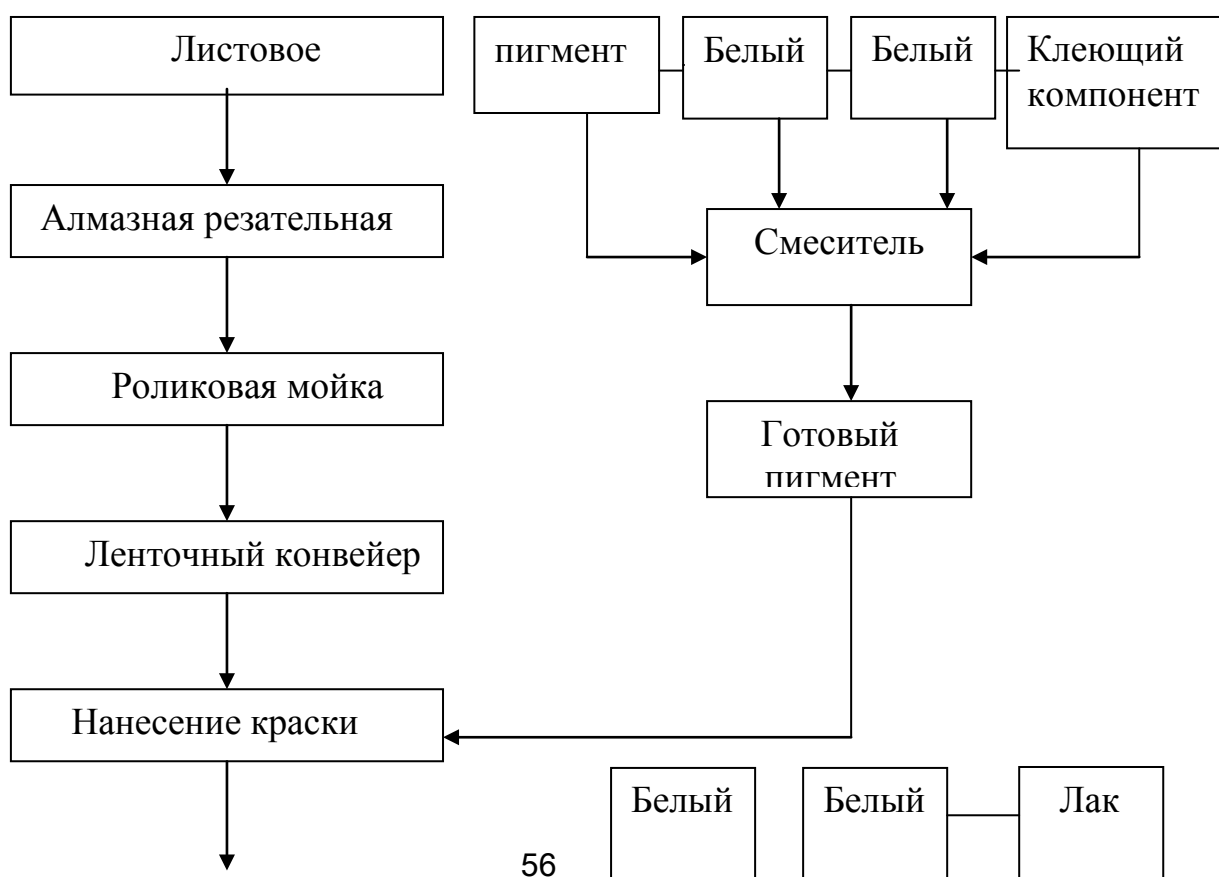 Листовое
пигмент
Белый
Белый
Клеющий
компонент
Алмазная резательная
Смеситель
Роликовая мойка
Готовый
пигмент
Ленточный конвейер
Нанесение краски
Белый
Белый
Лак
56